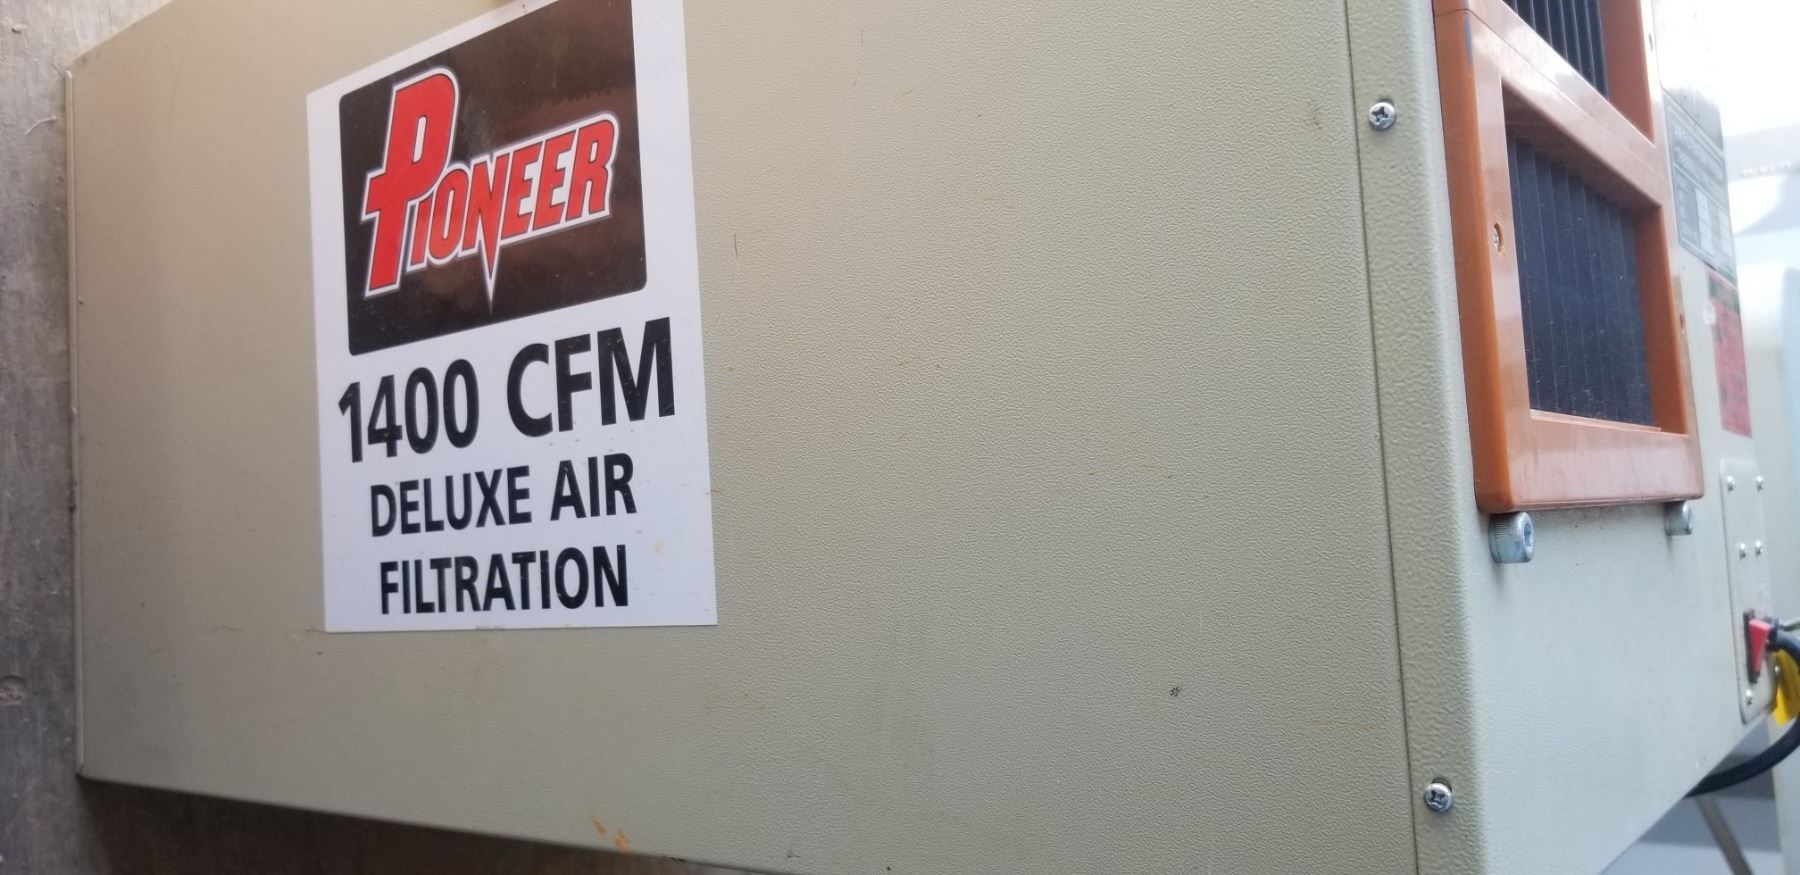 PIONEER
1400 CFM
DELUXE AIR
FILTRATION